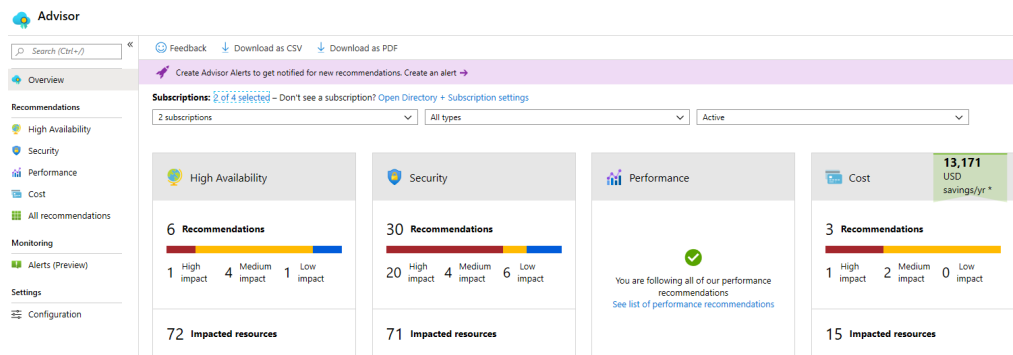 Advisor
Search (Ctrl+/)
«
Overview
Recommendations
High Availability
Security
Performance
Cost
All recommendations
Monitoring
Alerts (Preview)
Settings
Configuration
Feedback
Download as CSV
Download as PDF
Create Advisor Alerts to get notified for new recommendations. Create an alert →
Subscriptions: 2 of 4 selected – Don't see a subscription? Open Directory + Subscription settings
2 subscriptions
All types
Active
High Availability
6 Recommendations
1 High impact
4 Medium impact
1 Low impact
72 Impacted resources
Security
30 Recommendations
20 High impact
4 Medium impact
6 Low impact
71 Impacted resources
Performance
You are following all of our performance
recommendations
See list of performance recommendations
Cost
13,171
USD
savings/yr *
3 Recommendations
1 High impact
2 Medium impact
0 Low impact
15 Impacted resources